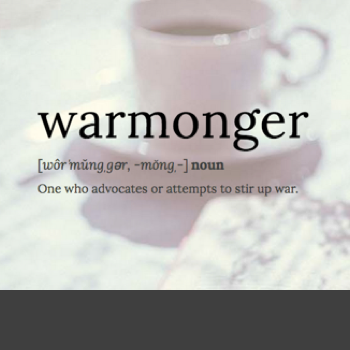 warmonger
[wôr′mŭng͵gər, -mŏng͵-] noun
One who advocates or attempts to stir up war.